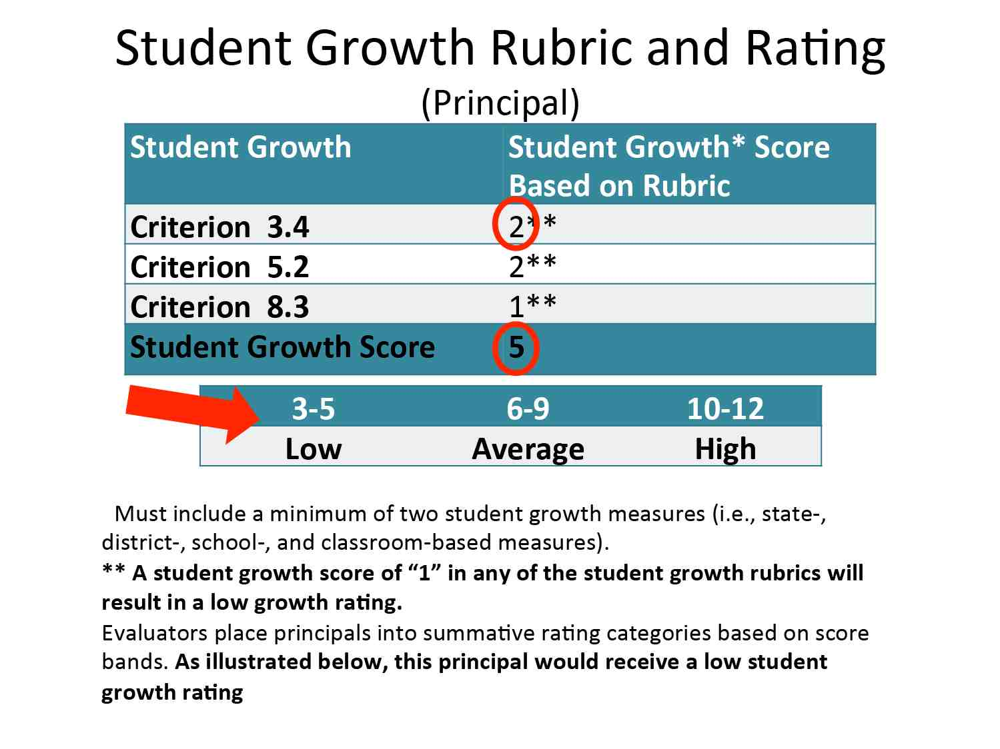 Student Growth Rubric and Rating
(Principal)
Student Growth Student Growth* Score
Based on Rubric
Criterion 3.4 2**
Criterion 5.2 2**
Criterion 8.3 1**
Student Growth Score 5
3-5 6-9 10-12
Low Average High
Must include a minimum of two student growth measures (i.e., state-,
district-, school-, and classroom-based measures).
** A student growth score of “1” in any of the student growth rubrics will
result in a low growth rating.
Evaluators place principals into summative rating categories based on score
bands. As illustrated below, this principal would receive a low student
growth rating